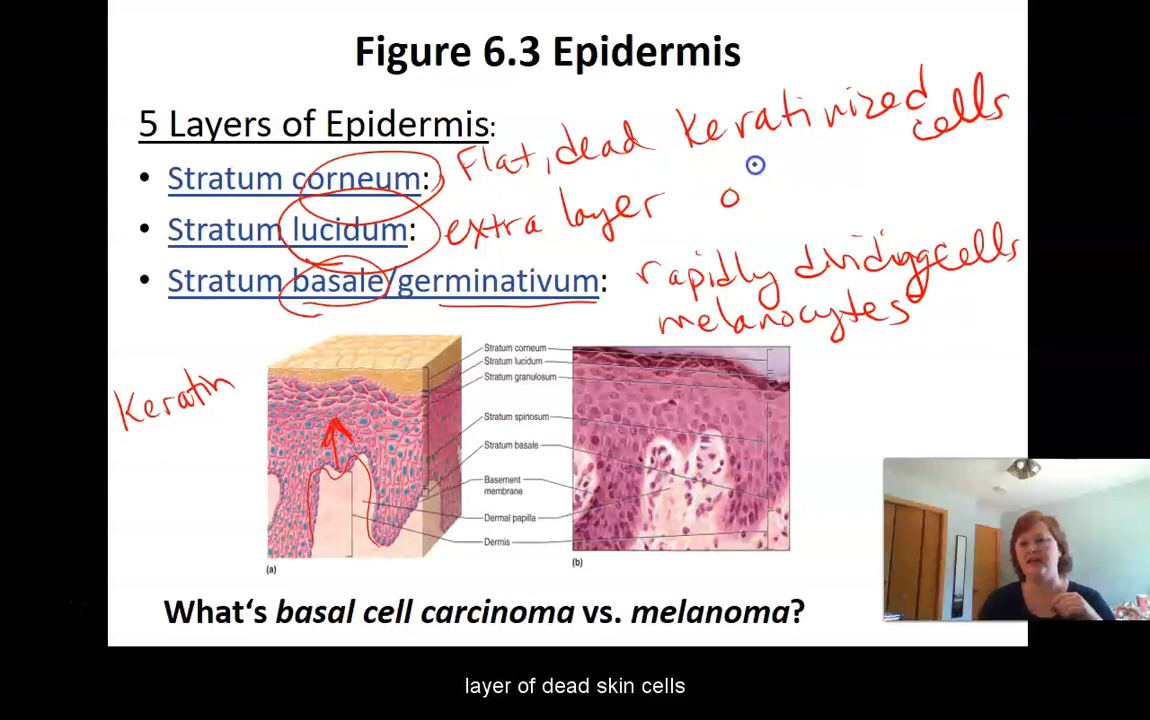 Figure 6.3 Epidermis
5 Layers of Epidermis:
• Stratum corneum: Flat, dead Keratinized cells
• Stratum lucidum: extra layer o
• Stratum basale/germinativum: rapidly dividing cells
melanocytes
Keratin
Stratum corneum
Stratum lucidum
Stratum granulosum
Stratum spinosum
Stratum basale
Basement
membrane
Dermal papilla
Dermis
(a)
(b)
What's basal cell carcinoma vs. melanoma?
layer of dead skin cells